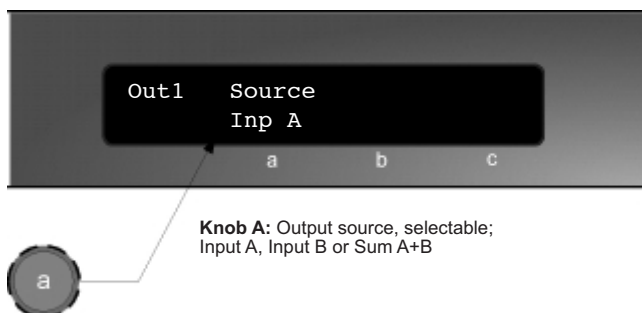 Out1 Source
Inp A
a b c
Knob A: Output source, selectable;
Input A, Input B or Sum A+B
a